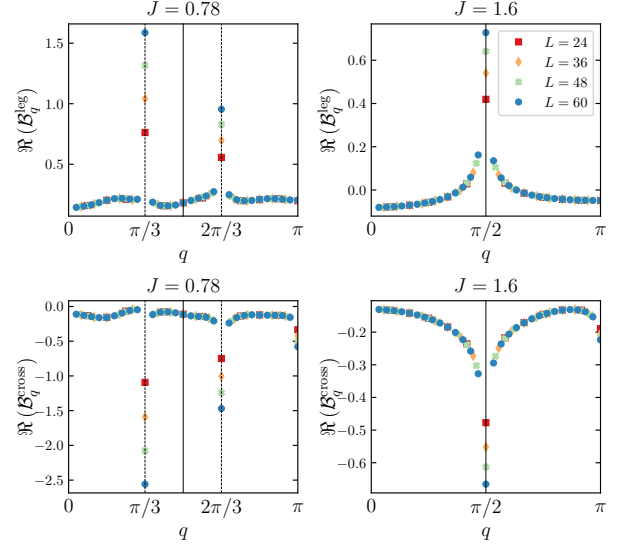 J = 0.78
ℜ (𝓑_q^leg)
1.5
1.0
0.5
0
π/3
2π/3
π
q
J = 1.6
ℜ (𝓑_q^leg)
0.6
0.4
0.2
0.0
0
π/2
π
q
L = 24
L = 36
L = 48
L = 60
J = 0.78
ℜ (𝓑_q^cross)
0.0
−0.5
−1.0
−1.5
−2.0
−2.5
0
π/3
2π/3
π
q
J = 1.6
ℜ (𝓑_q^cross)
−0.2
−0.3
−0.4
−0.5
−0.6
0
π/2
π
q